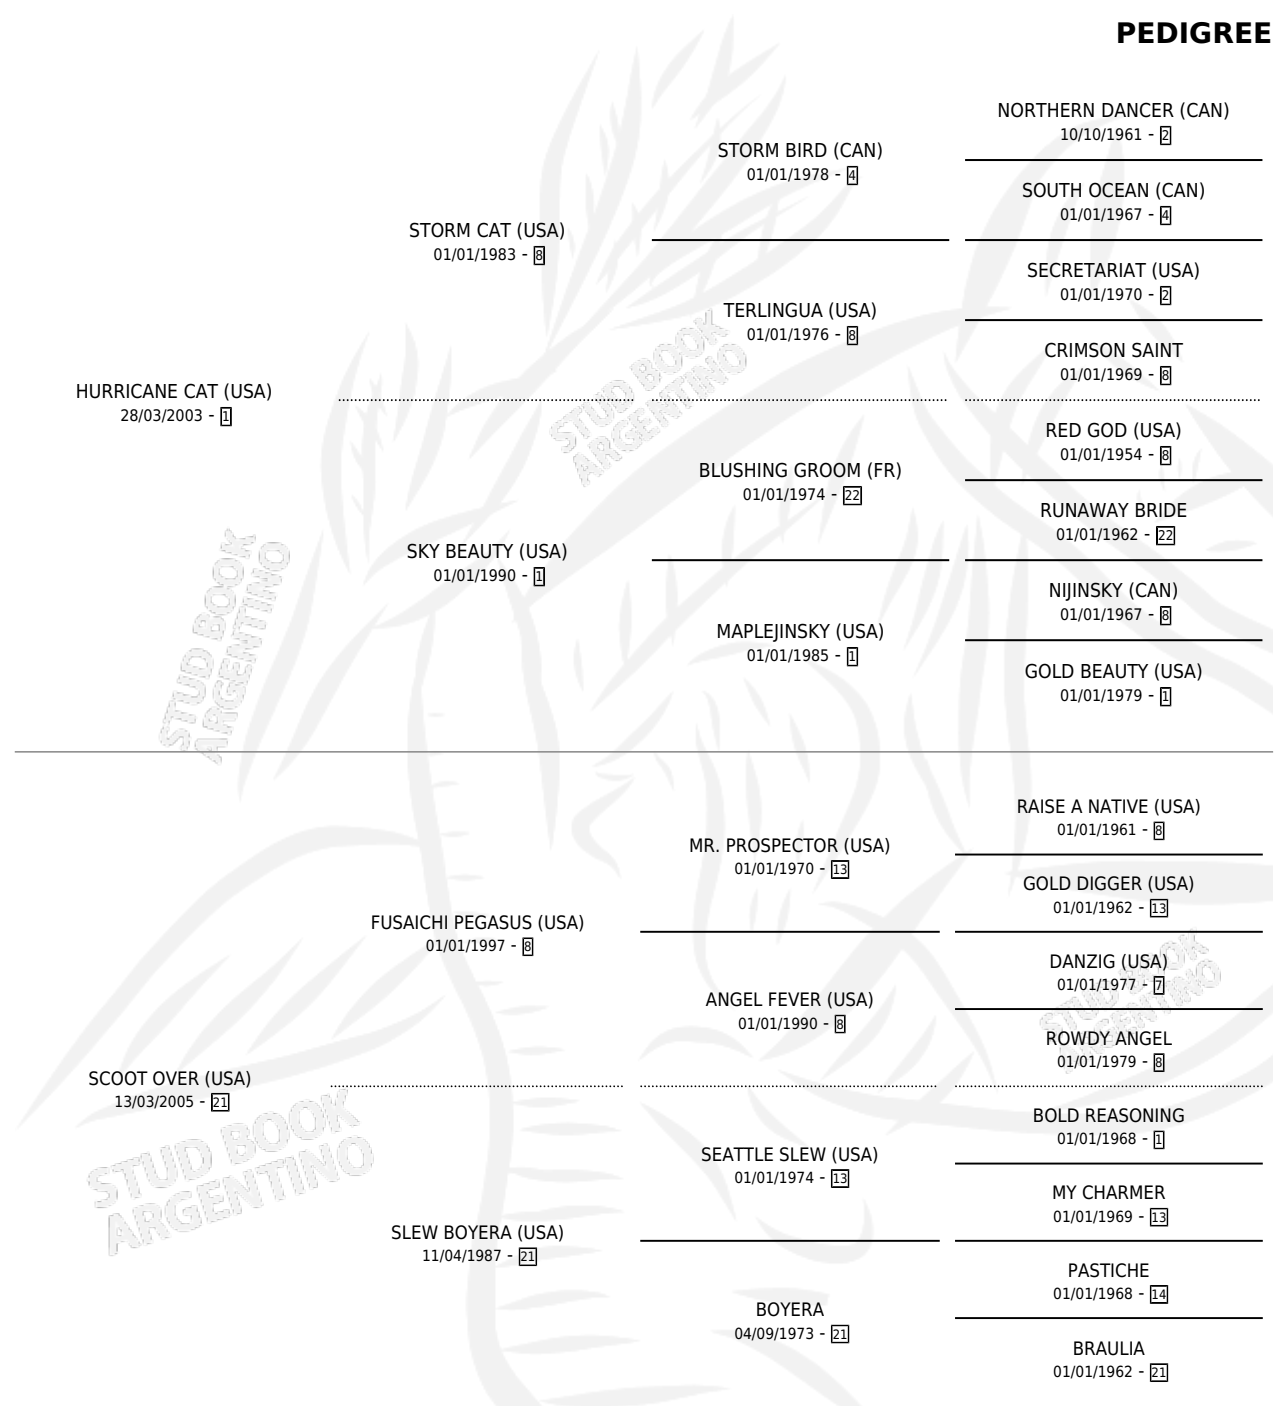 PEDIGREE
NORTHERN DANCER (CAN)
10/10/1961 - 2
STORM BIRD (CAN)
01/01/1978 - 4
SOUTH OCEAN (CAN)
01/01/1967 - 4
STORM CAT (USA)
01/01/1983 - 8
SECRETARIAT (USA)
01/01/1970 - 2
TERLINGUA (USA)
01/01/1976 - 8
CRIMSON SAINT
01/01/1969 - 8
STUD BOOK
ARGENTINO
HURRICANE CAT (USA)
28/03/2003 - 1
RED GOD (USA)
01/01/1954 - 8
BLUSHING GROOM (FR)
01/01/1974 - 22
RUNAWAY BRIDE
01/01/1962 - 22
SKY BEAUTY (USA)
01/01/1990 - 1
NIJINSKY (CAN)
01/01/1967 - 8
MAPLEJINSKY (USA)
01/01/1985 - 1
GOLD BEAUTY (USA)
01/01/1979 - 1
STUD BOOK
ARGENTINO
RAISE A NATIVE (USA)
01/01/1961 - 8
MR. PROSPECTOR (USA)
01/01/1970 - 13
GOLD DIGGER (USA)
01/01/1962 - 13
FUSAICHI PEGASUS (USA)
01/01/1997 - 8
DANZIG (USA)
01/01/1977 - 7
ANGEL FEVER (USA)
01/01/1990 - 8
STUD BOOK
ARGENTINO
ROWDY ANGEL
01/01/1979 - 8
SCOOT OVER (USA)
13/03/2005 - 21
BOLD REASONING
01/01/1968 - 1
SEATTLE SLEW (USA)
01/01/1974 - 13
STUD BOOK
ARGENTINO
MY CHARMER
01/01/1969 - 13
SLEW BOYERA (USA)
11/04/1987 - 21
PASTICHE
01/01/1968 - 14
BOYERA
04/09/1973 - 21
BRAULIA
01/01/1962 - 21